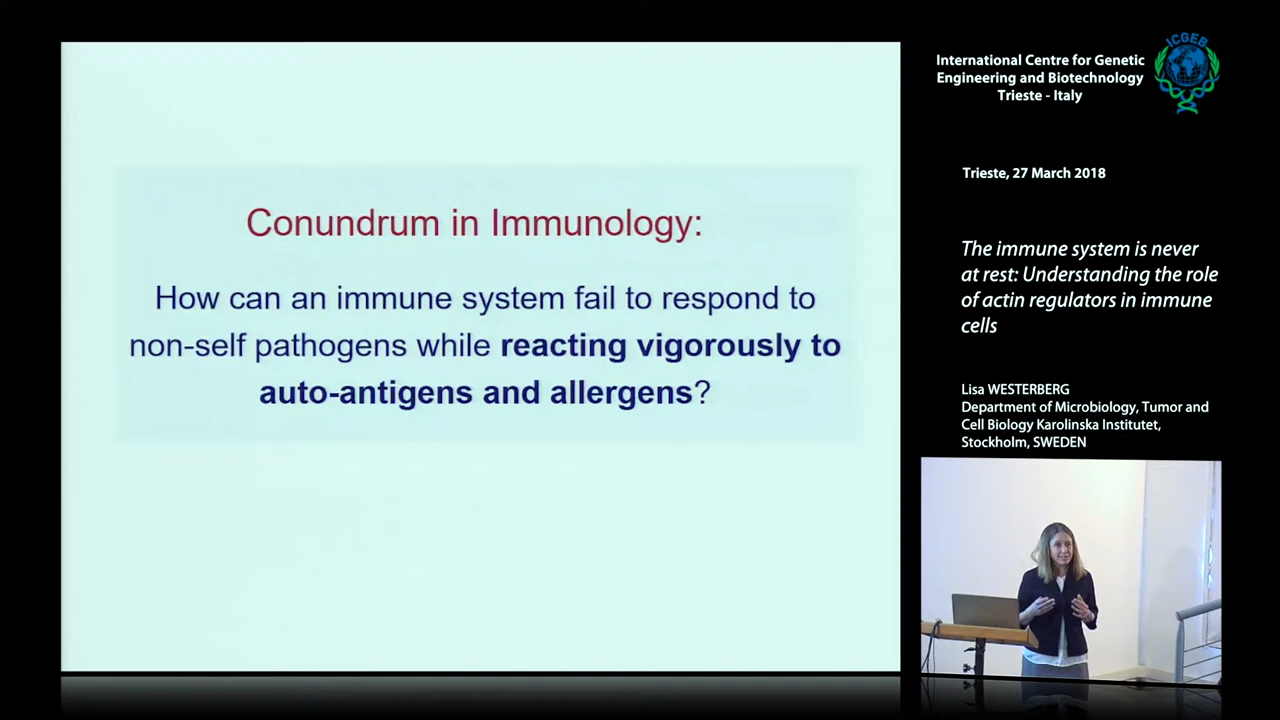 Conundrum in Immunology:
How can an immune system fail to respond to
non-self pathogens while reacting vigorously to
auto-antigens and allergens?
International Centre for Genetic
Engineering and Biotechnology
Trieste - Italy
ICGEB
Trieste, 27 March 2018
The immune system is never
at rest: Understanding the role
of actin regulators in immune
cells
Lisa WESTERBERG
Department of Microbiology, Tumor and
Cell Biology Karolinska Institutet,
Stockholm, SWEDEN